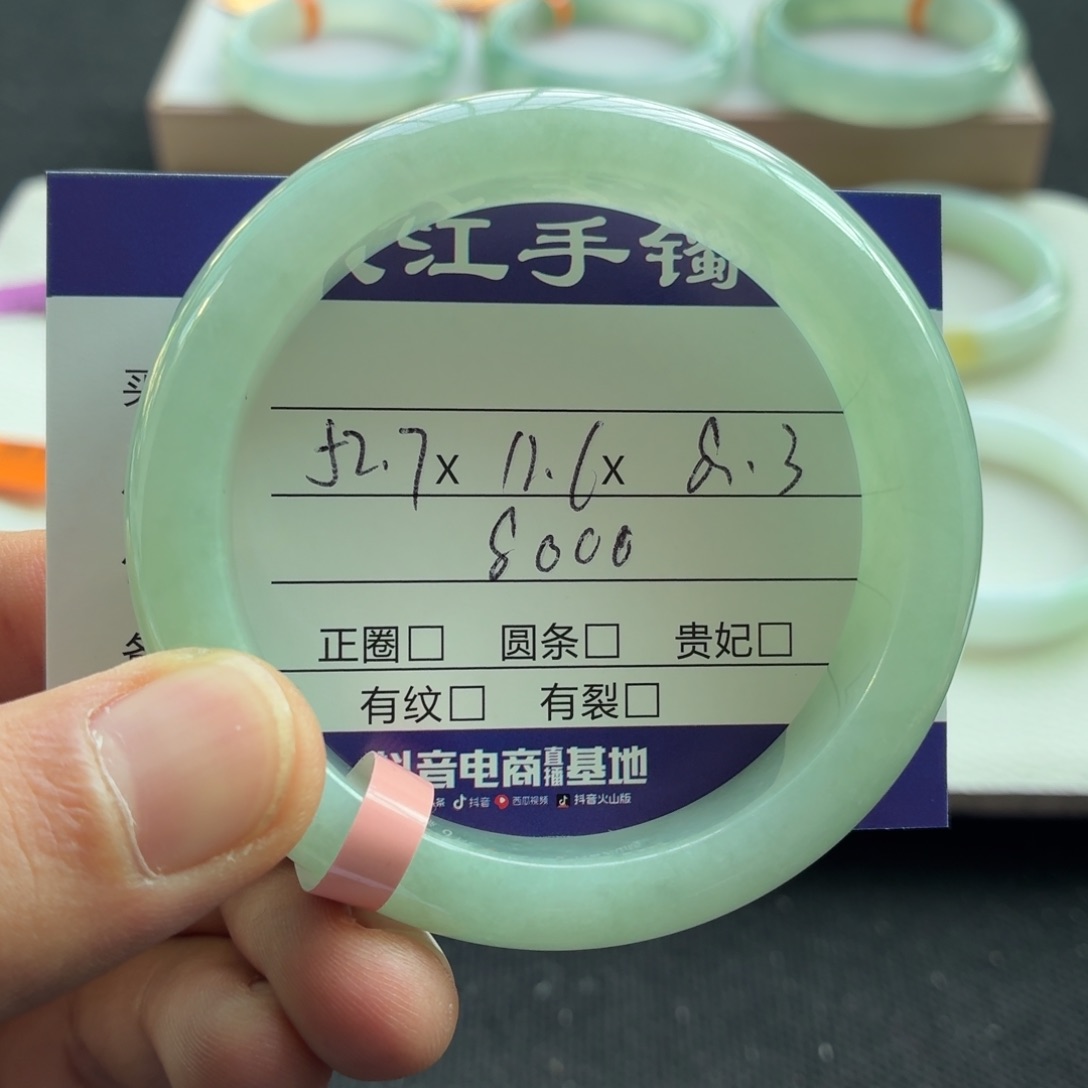 江手镯
买
52.7x 11.6x 8.3
8000
正圈□ 圆条□ 贵妃□
有纹□ 有裂□
抖音电商直播基地
条 抖音 西瓜视频 抖音火山版